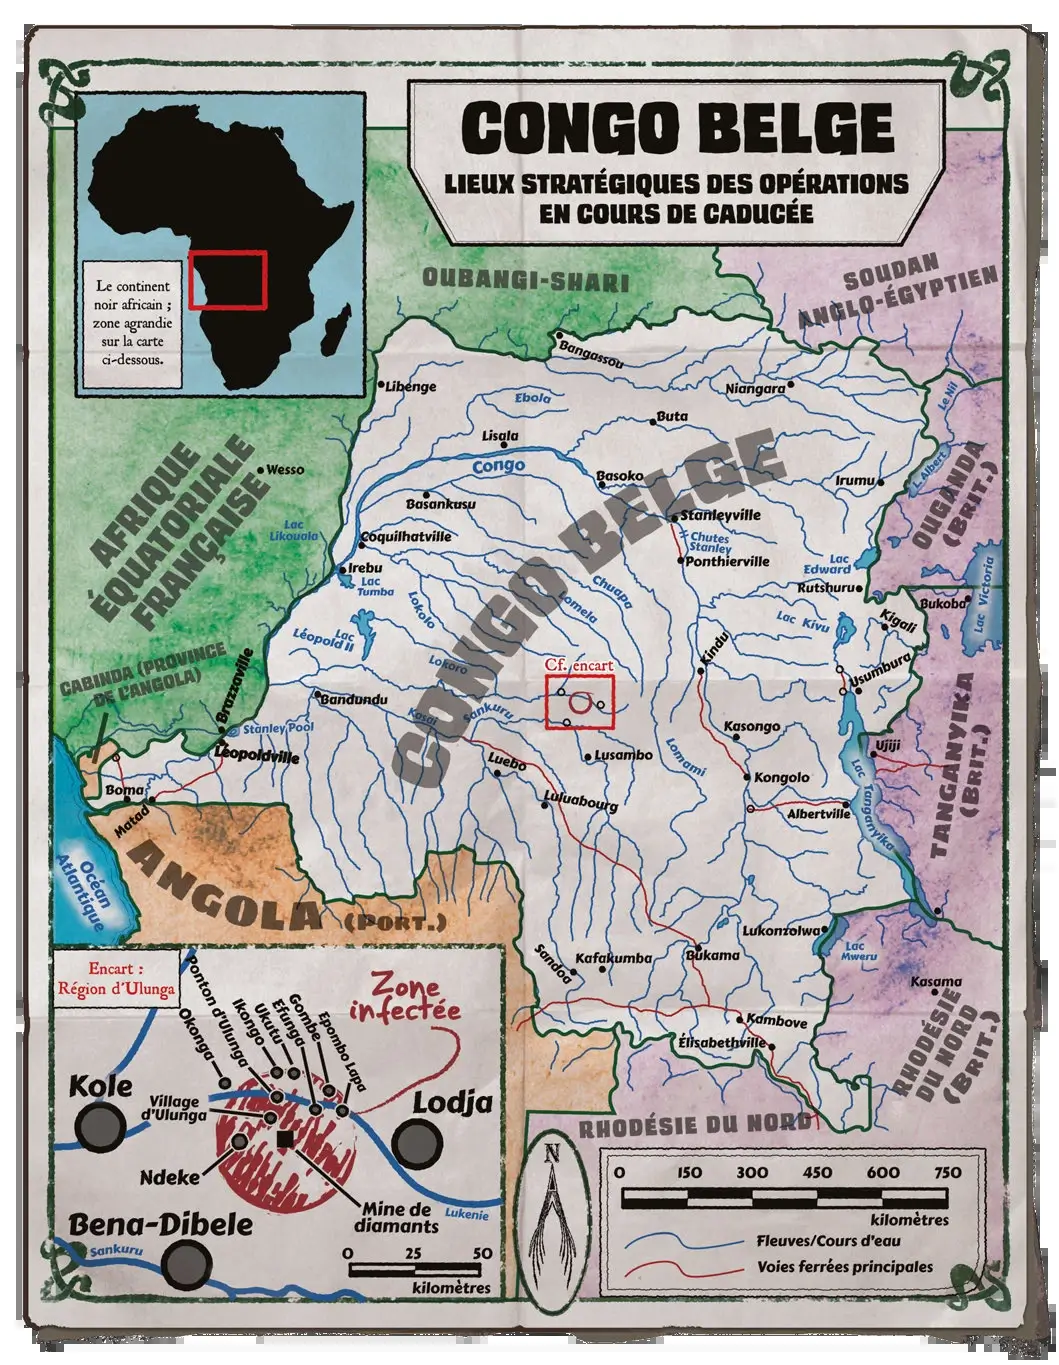 CONGO BELGE
LIEUX STRATÉGIQUES DES OPÉRATIONS
EN COURS DE CADUCÉE
Le continent
noir africain ;
zone agrandie
sur la carte
ci-dessous.
OUBANGI-SHARI
SOUDAN
ANGLO-ÉGYPTIEN
Bangassou
Libenge
Niangara
Ebola
Le Nil
Buta
Lisala
Wesso
Congo
Basoko
Irumu
L. Albert
OUGANDA
(BRIT.)
AFRIQUE
ÉQUATORIALE
FRANÇAISE
Basankusu
Lac
Likouala
Stanleyville
Coquilhatville
Chutes
Stanley
Ponthierville
Irebu
Lac
Tumba
Lac
Edward
Rutshuru
Lac Victoria
Bukoba
Chuapa
Lomela
Lokolo
Lac
Léopold II
Lac Kivu
Kigali
CONGO BELGE
Lokoro
Kindu
Cf. encart
Usumbura
CABINDA (PROVINCE
DE L'ANGOLA)
Brazzaville
Bandundu
Kasai
Sankuru
Stanley Pool
Kasongo
TANGANYIKA
(BRIT.)
Léopoldville
Lusambo
Lomami
Ujiji
Luebo
Kongolo
Lac Tanganyika
Boma
Matad
Luluabourg
Albertville
Océan
Atlantique
ANGOLA (PORT.)
Lukonzolwa
Lac
Mweru
Sandoa
Kafakumba
Bukama
Kasama
RHODÉSIE
DU NORD
(BRIT.)
Kambove
Élisabethville
RHODÉSIE DU NORD
Encart :
Région d'Ulunga
Zone
infectée
Okonga
Ponton d'Ulunga
Ikongo
Ukutu
Efunga
Gombe
Epombo Lapa
Kole
Village
d'Ulunga
Lodja
Ndeke
Mine de
diamants
Lukenie
Bena-Dibele
Sankuru
0 25 50
kilomètres
N
0 150 300 450 600 750
kilomètres
Fleuves/Cours d'eau
Voies ferrées principales